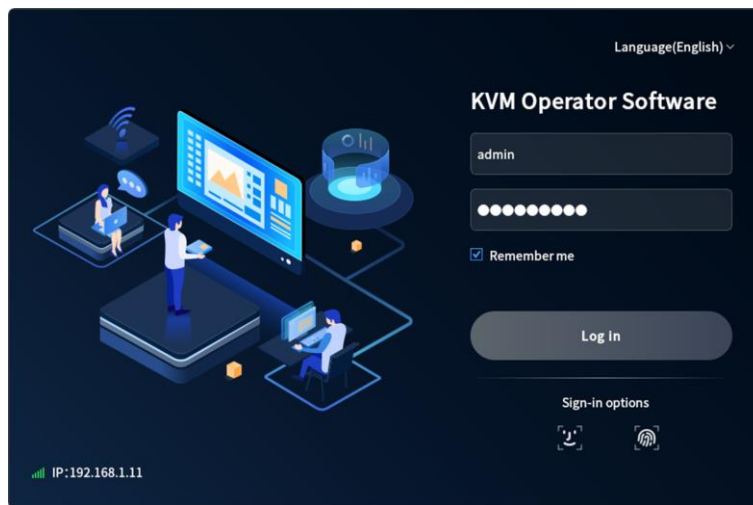 Language(English)
KVM Operator Software
admin
●●●●●●●●●
Remember me
Log in
Sign-in options
IP:192.168.1.11